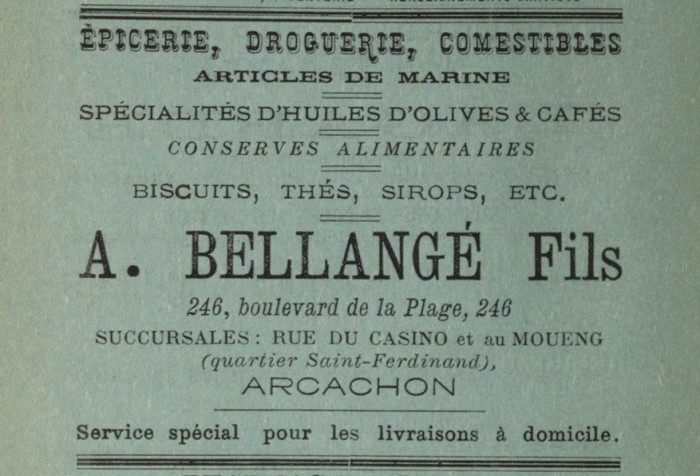 ÉPICERIE, DROGUERIE, COMESTIBLES
ARTICLES DE MARINE
SPÉCIALITÉS D'HUILES D'OLIVES & CAFÉS
CONSERVES ALIMENTAIRES
BISCUITS, THÉS, SIROPS, ETC.
A. BELLANGÉ Fils
246, boulevard de la Plage, 246
SUCCURSALES : RUE DU CASINO et au MOUENG
(quartier Saint-Ferdinand),
ARCACHON
Service spécial pour les livraisons à domicile.